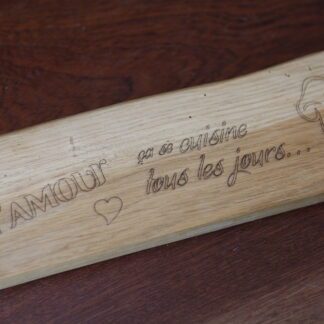 L'AMOUR
ça se cuisine
tous les jours...